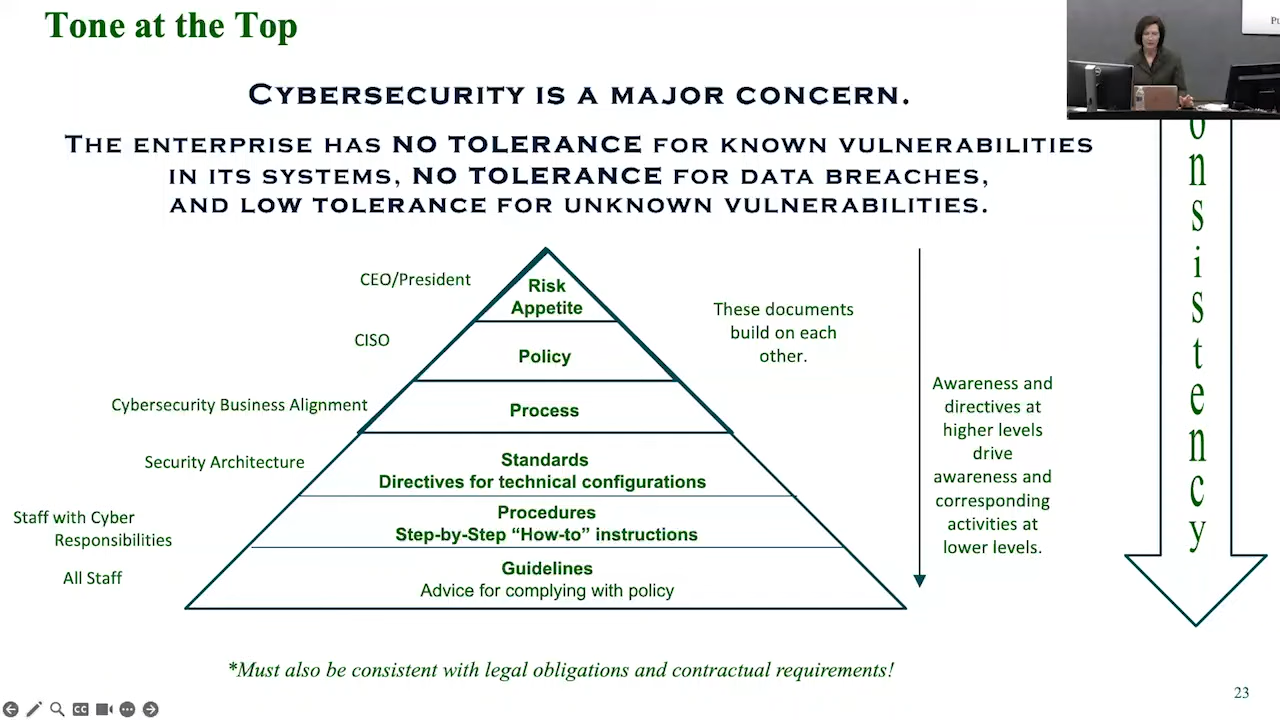 Tone at the Top
Pu
CYBERSECURITY IS A MAJOR CONCERN.
THE ENTERPRISE HAS NO TOLERANCE FOR KNOWN VULNERABILITIES
IN ITS SYSTEMS, NO TOLERANCE FOR DATA BREACHES,
AND LOW TOLERANCE FOR UNKNOWN VULNERABILITIES.
CEO/President
CISO
Cybersecurity Business Alignment
Security Architecture
Staff with Cyber
Responsibilities
All Staff
Risk
Appetite
Policy
Process
Standards
Directives for technical configurations
Procedures
Step-by-Step “How-to” instructions
Guidelines
Advice for complying with policy
These documents
build on each
other.
Awareness and
directives at
higher levels
drive
awareness and
corresponding
activities at
lower levels.
onsistency
*Must also be consistent with legal obligations and contractual requirements!
CC
23